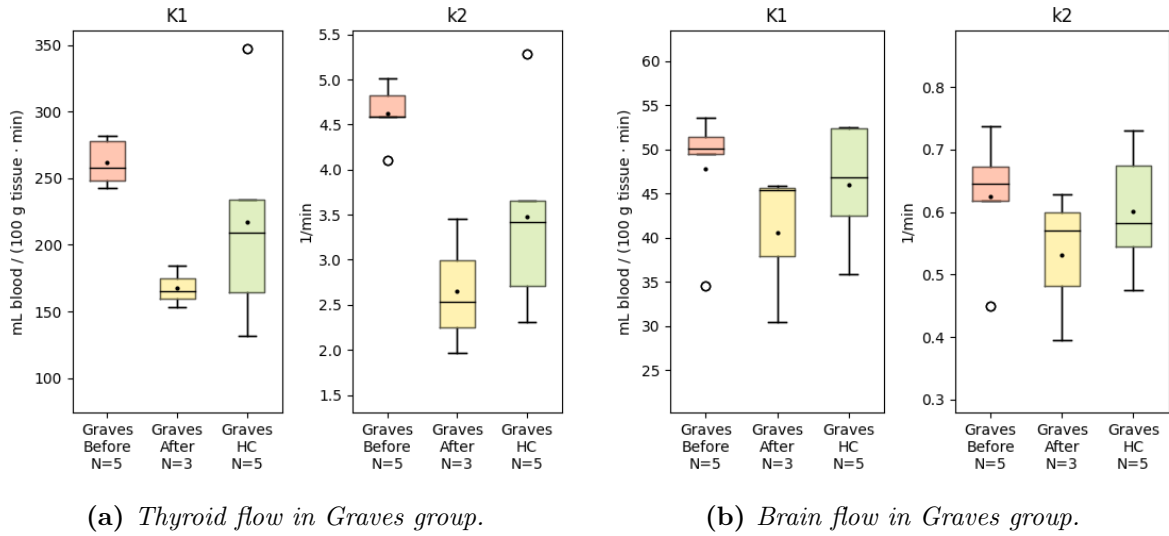 K1
mL blood / (100 g tissue · min)
350
300
250
200
150
100
Graves
Before
N=5
Graves
After
N=3
Graves
HC
N=5
k2
1/min
5.5
5.0
4.5
4.0
3.5
3.0
2.5
2.0
1.5
Graves
Before
N=5
Graves
After
N=3
Graves
HC
N=5
(a) Thyroid flow in Graves group.
K1
mL blood / (100 g tissue · min)
60
55
50
45
40
35
30
25
Graves
Before
N=5
Graves
After
N=3
Graves
HC
N=5
k2
1/min
0.8
0.7
0.6
0.5
0.4
0.3
Graves
Before
N=5
Graves
After
N=3
Graves
HC
N=5
(b) Brain flow in Graves group.